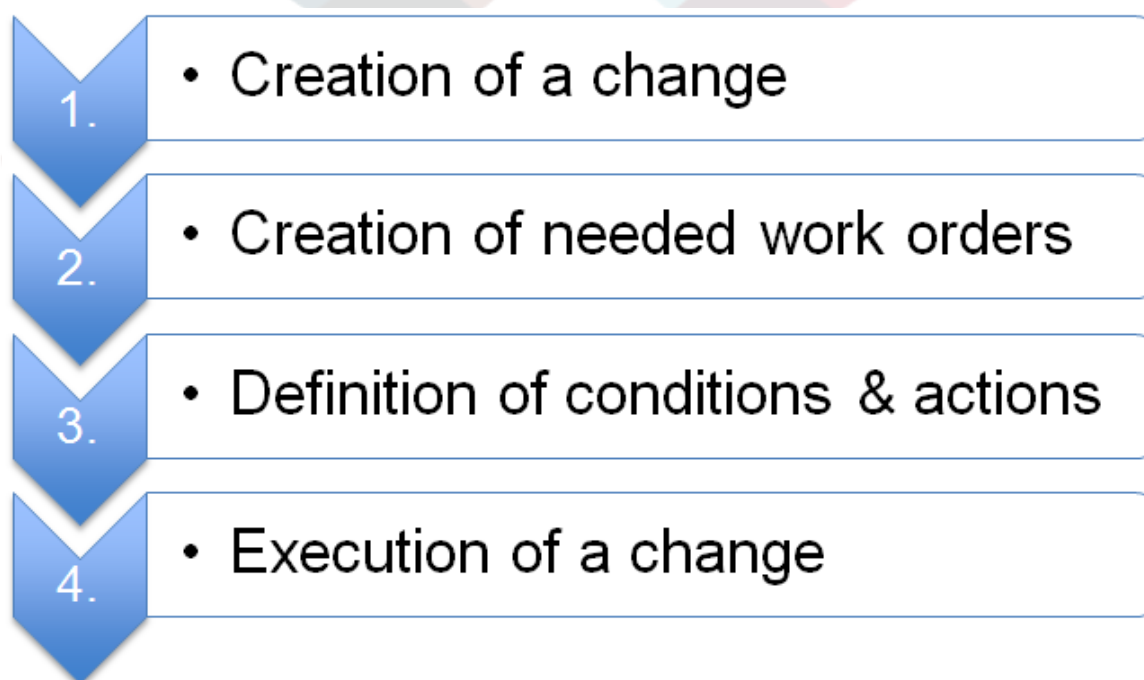 1. • Creation of a change
2. • Creation of needed work orders
3. • Definition of conditions & actions
4. • Execution of a change